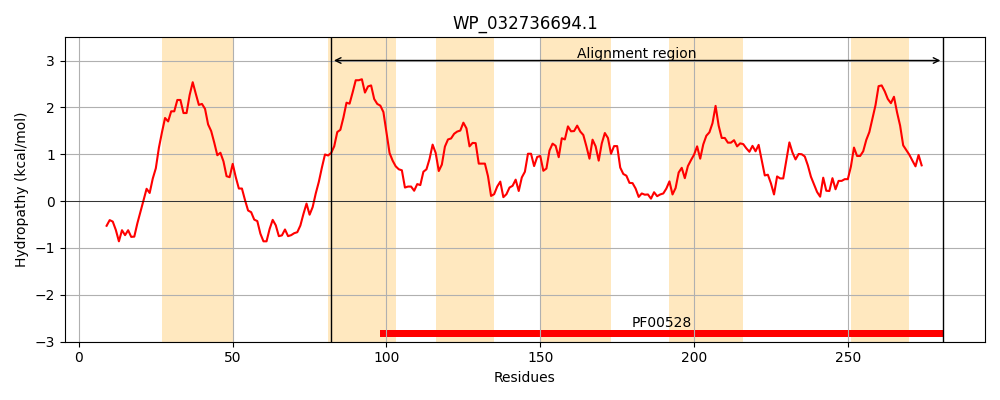 WP_032736694.1
Alignment region
PF00528
Hydropathy (kcal/mol)
3
2
1
0
−1
−2
−3
0 50 100 150 200 250
Residues